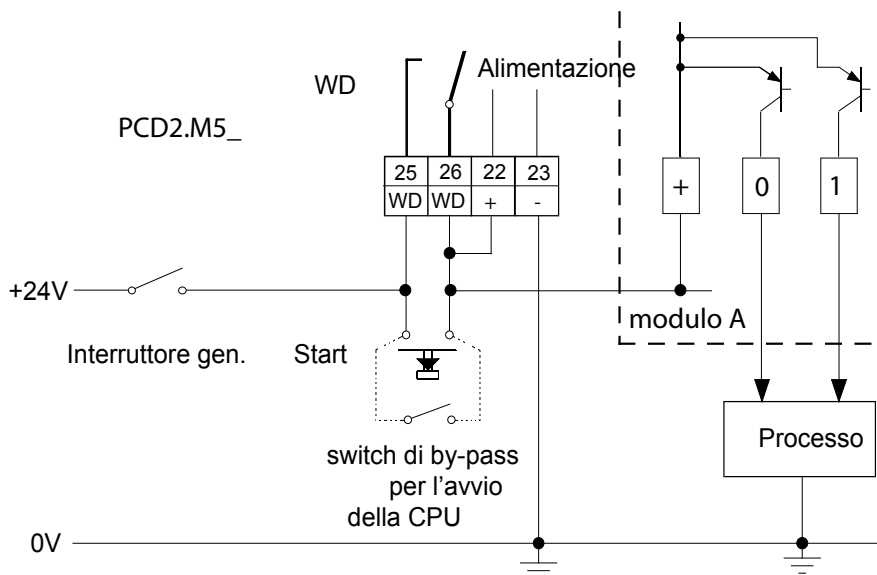 WD
Alimentazione
PCD2.M5_
25 26 22 23
WD WD + -
+ 0 1
+24V
modulo A
Interruttore gen.
Start
Processo
switch di by-pass
per l'avvio
della CPU
0V